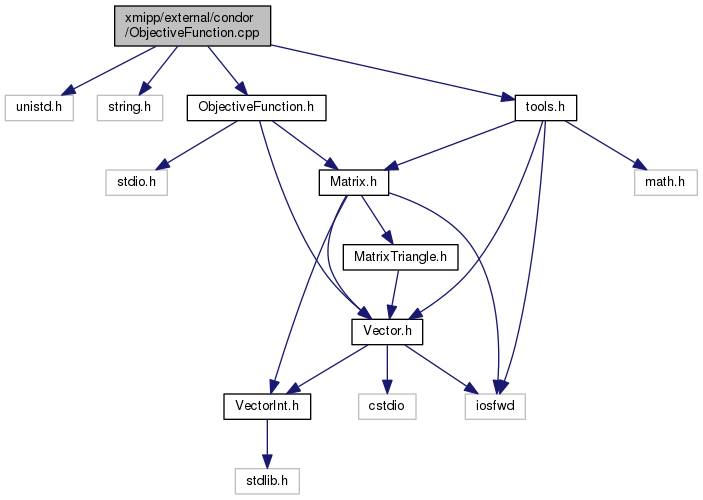 xmipp/external/condor
/ObjectiveFunction.cpp
unistd.h
string.h
ObjectiveFunction.h
tools.h
stdio.h
Matrix.h
math.h
MatrixTriangle.h
Vector.h
VectorInt.h
cstdio
iosfwd
stdlib.h